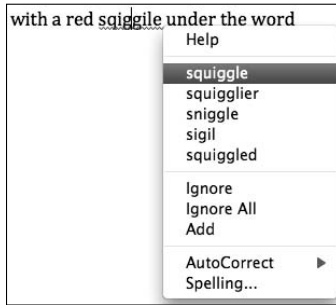 with a red sqiggile under the word
Help
squiggle
squigglier
sniggle
sigil
squiggled
Ignore
Ignore All
Add
AutoCorrect
Spelling...